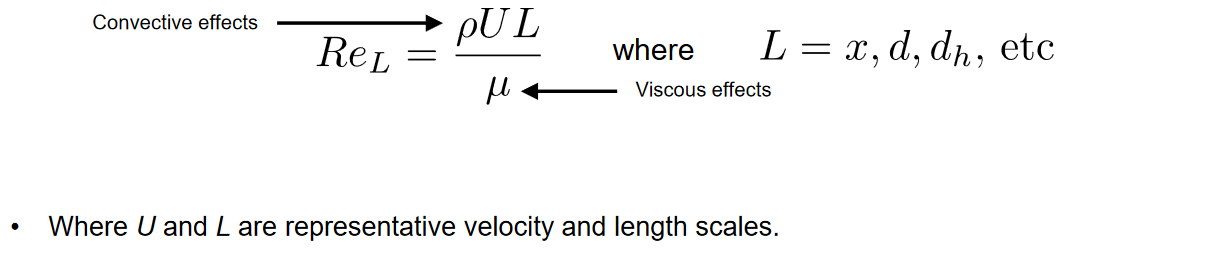 Convective effects
Re_L = ρUL / μ where L = x, d, d_h, etc
Viscous effects
• Where U and L are representative velocity and length scales.